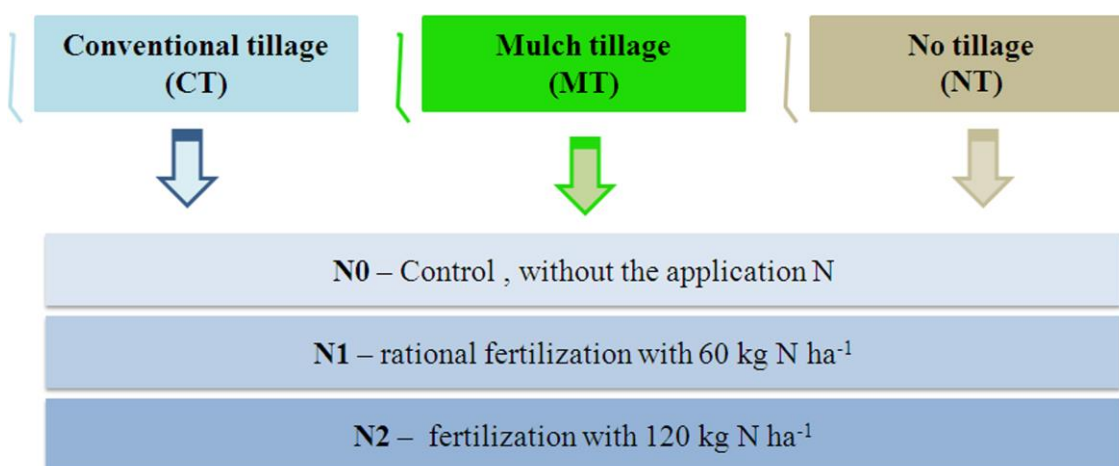 Conventional tillage
(CT)
Mulch tillage
(MT)
No tillage
(NT)
N0 – Control , without the application N
N1 – rational fertilization with 60 kg N ha⁻¹
N2 – fertilization with 120 kg N ha⁻¹